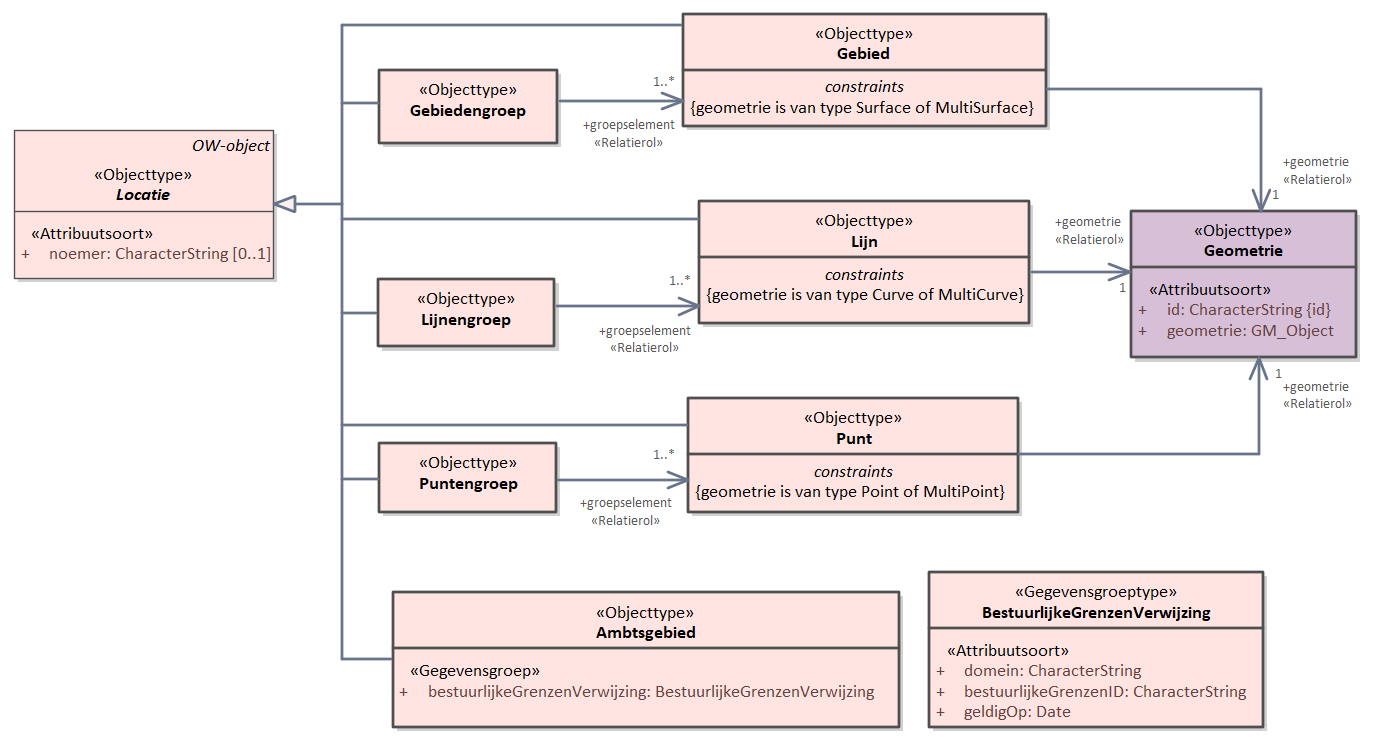 OW-object
«Objecttype»
Locatie
«Attribuutsoort»
+ noemer: CharacterString [0..1]
«Objecttype»
Gebiedengroep
1..*
+groepselement
«Relatierol»
«Objecttype»
Gebied
constraints
{geometrie is van type Surface of MultiSurface}
+geometrie
«Relatierol»
1
«Objecttype»
Lijnengroep
1..*
+groepselement
«Relatierol»
«Objecttype»
Lijn
constraints
{geometrie is van type Curve of MultiCurve}
+geometrie
«Relatierol»
1
«Objecttype»
Geometrie
«Attribuutsoort»
+ id: CharacterString {id}
+ geometrie: GM_Object
«Objecttype»
Puntengroep
1..*
+groepselement
«Relatierol»
«Objecttype»
Punt
constraints
{geometrie is van type Point of MultiPoint}
1
+geometrie
«Relatierol»
«Objecttype»
Ambtsgebied
«Gegevensgroep»
+ bestuurlijkeGrenzenVerwijzing: BestuurlijkeGrenzenVerwijzing
«Gegevensgroeptype»
BestuurlijkeGrenzenVerwijzing
«Attribuutsoort»
+ domein: CharacterString
+ bestuurlijkeGrenzenID: CharacterString
+ geldigOp: Date